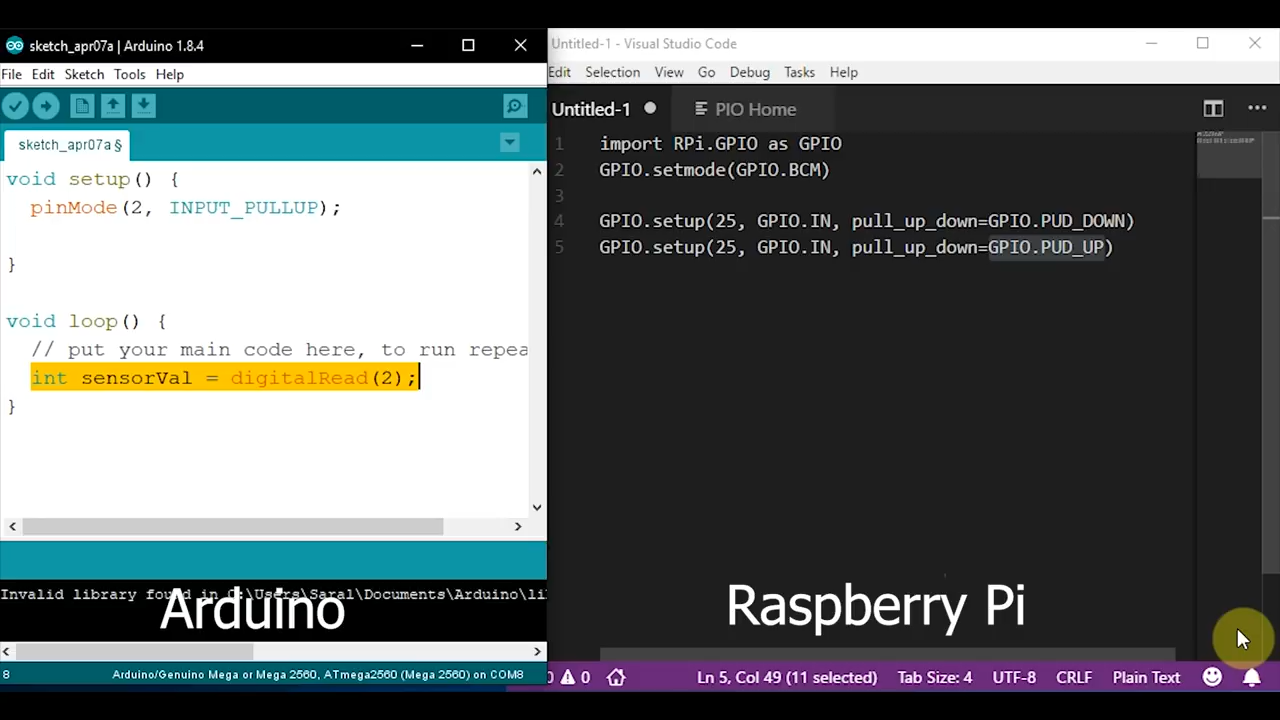 sketch_apr07a | Arduino 1.8.4
File Edit Sketch Tools Help
sketch_apr07a §
void setup() {
pinMode(2, INPUT_PULLUP);
}
void loop() {
// put your main code here, to run repea
int sensorVal = digitalRead(2);
}
Invalid library found in C:\Users\Saral\Documents\Arduino\li
Arduino
8
Arduino/Genuino Mega or Mega 2560, ATmega2560 (Mega 2560) on COM8
Untitled-1 - Visual Studio Code
Edit Selection View Go Debug Tasks Help
Untitled-1 PIO Home
1 import RPi.GPIO as GPIO
2 GPIO.setmode(GPIO.BCM)
3
4 GPIO.setup(25, GPIO.IN, pull_up_down=GPIO.PUD_DOWN)
5 GPIO.setup(25, GPIO.IN, pull_up_down=GPIO.PUD_UP)
Raspberry Pi
0 0 Ln 5, Col 49 (11 selected) Tab Size: 4 UTF-8 CRLF Plain Text